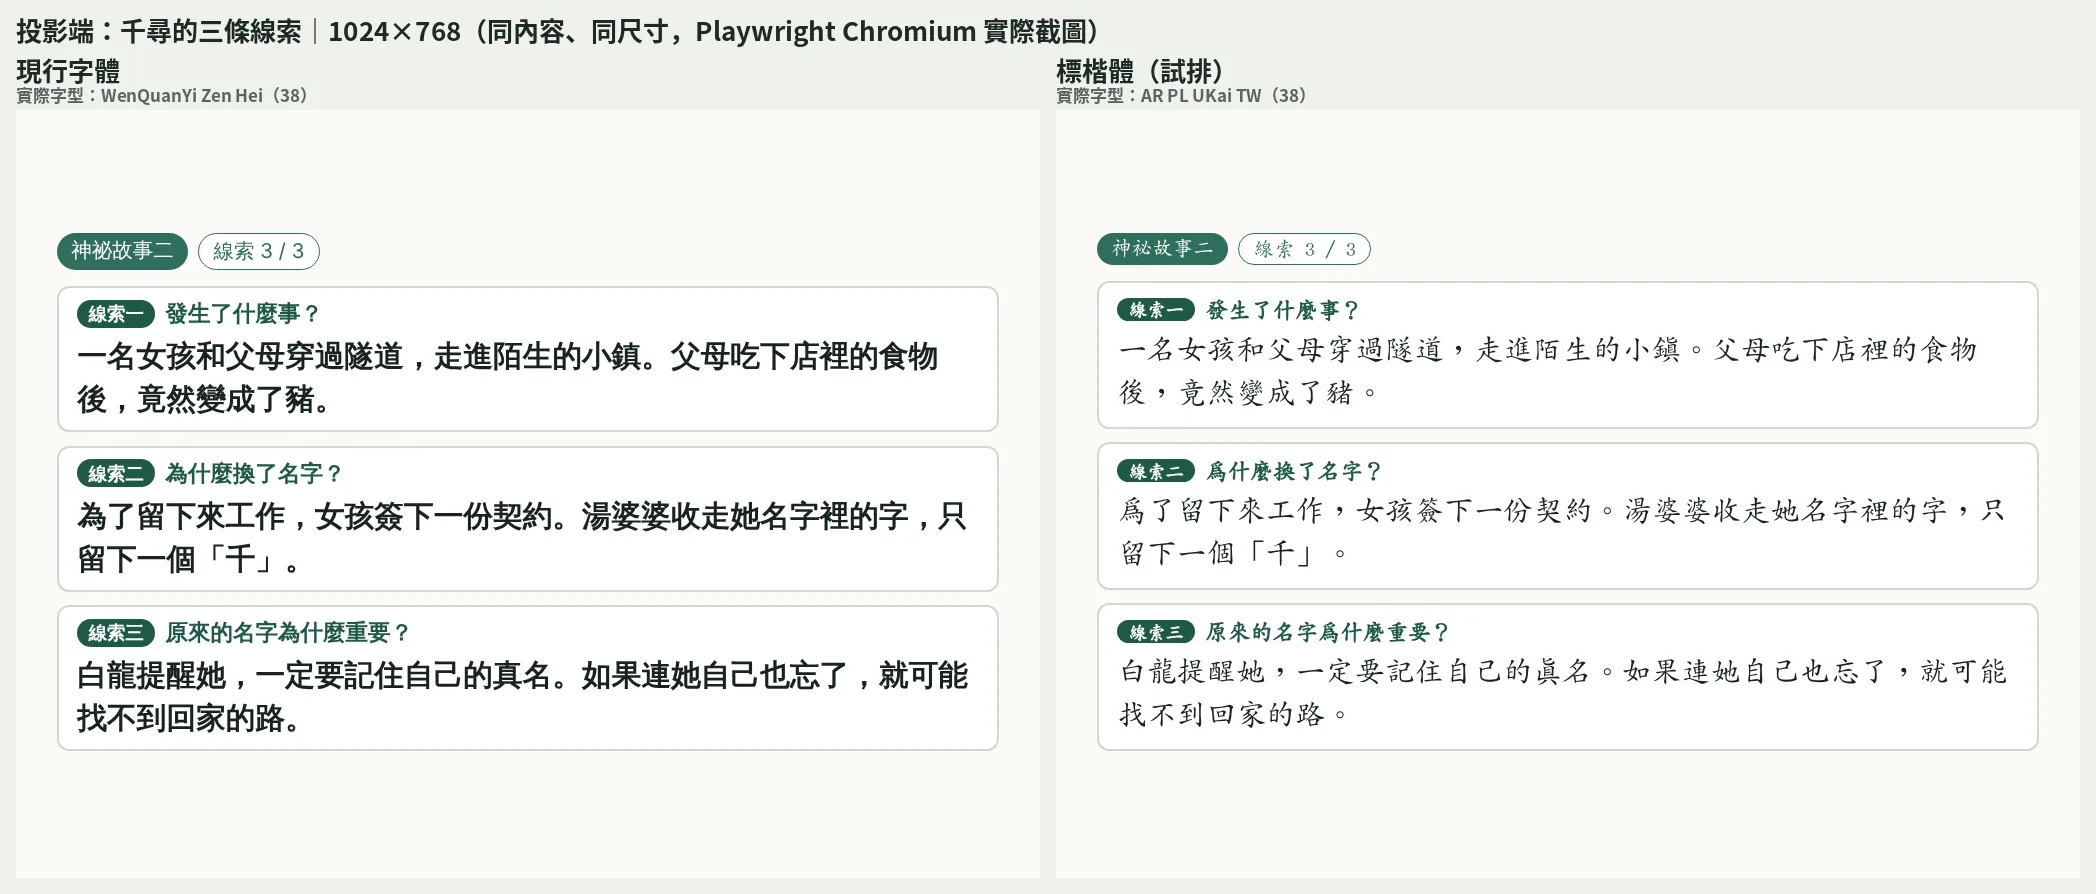 投影端：千尋的三條線索｜1024×768（同內容、同尺寸，Playwright Chromium 實際截圖）
現行字體
實際字型：WenQuanYi Zen Hei（38）
神祕故事二
線索 3 / 3
線索一 發生了什麼事？
一名女孩和父母穿過隧道，走進陌生的小鎮。父母吃下店裡的食物
後，竟然變成了豬。
線索二 為什麼換了名字？
為了留下來工作，女孩簽下一份契約。湯婆婆收走她名字裡的字，只
留下一個「千」。
線索三 原來的名字為什麼重要？
白龍提醒她，一定要記住自己的真名。如果連她自己也忘了，就可能
找不到回家的路。
標楷體（試排）
實際字型：AR PL UKai TW（38）
神祕故事二
線索 3 / 3
線索一 發生了什麼事？
一名女孩和父母穿過隧道，走進陌生的小鎮。父母吃下店裡的食物
後，竟然變成了豬。
線索二 為什麼換了名字？
為了留下來工作，女孩簽下一份契約。湯婆婆收走她名字裡的字，只
留下一個「千」。
線索三 原來的名字為什麼重要？
白龍提醒她，一定要記住自己的真名。如果連她自己也忘了，就可能
找不到回家的路。